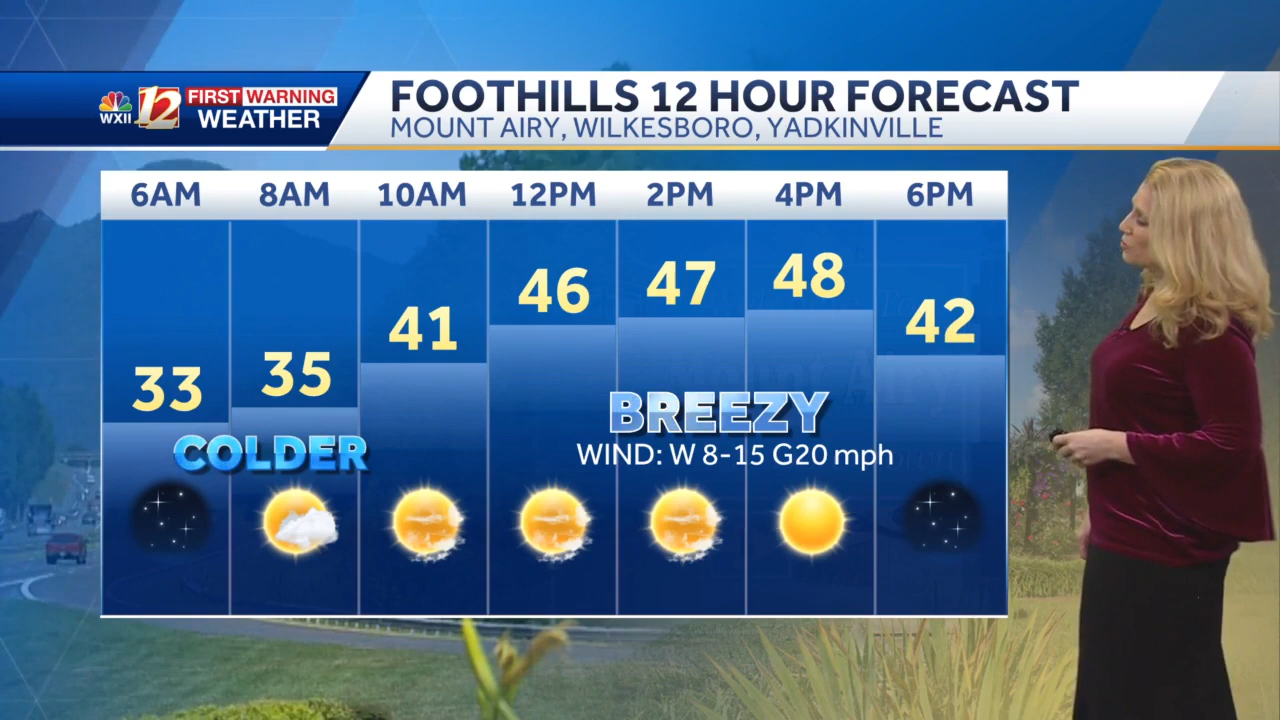 WXII 12 FIRST WARNING WEATHER
FOOTHILLS 12 HOUR FORECAST
MOUNT AIRY, WILKESBORO, YADKINVILLE
6AM 8AM 10AM 12PM 2PM 4PM 6PM
33 35 41 46 47 48 42
COLDER
BREEZY
WIND: W 8-15 G20 mph